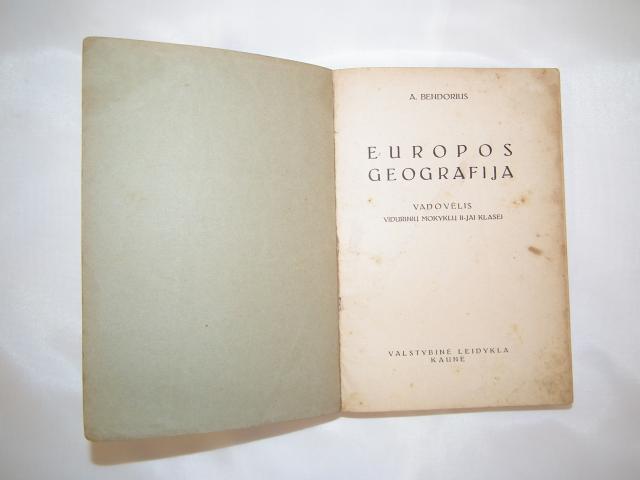 A. BENDORIUS
EUROPOS
GEOGRAFIJA
VADOVĖLIS
VIDURINIŲ MOKYKLŲ II-JAI KLASEI
VALSTYBINĖ LEIDYKLA
KAUNE